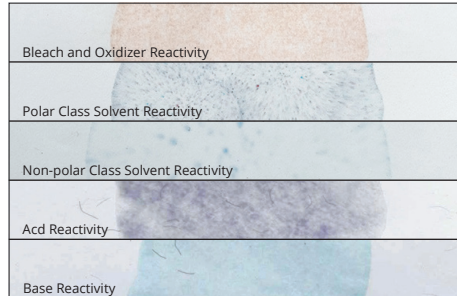 Bleach and Oxidizer Reactivity
Polar Class Solvent Reactivity
Non-polar Class Solvent Reactivity
Acd Reactivity
Base Reactivity